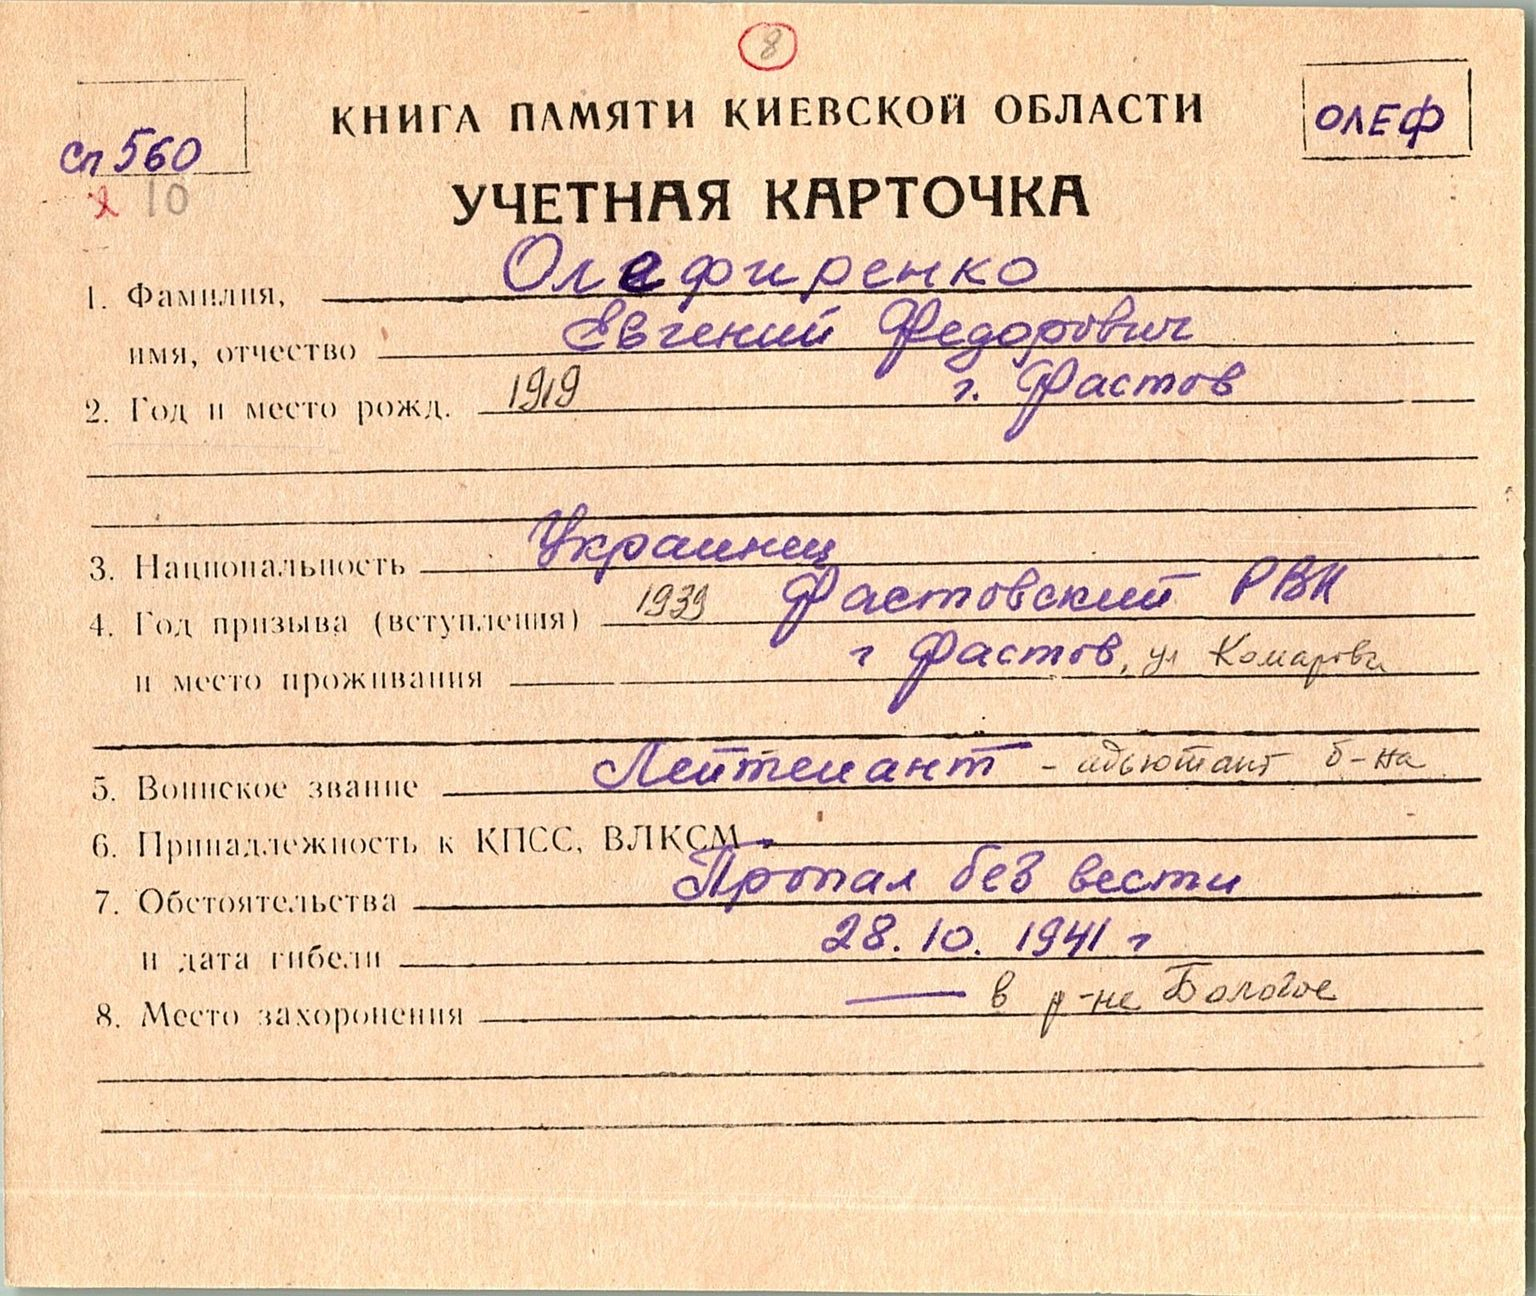 8
КНИГА ПАМЯТИ КИЕВСКОЙ ОБЛАСТИ
ОЛЕФ
сп 560
10
УЧЕТНАЯ КАРТОЧКА
1. Фамилия, Олефиренко
имя, отчество Евгений Федорович
2. Год и место рожд. 1919 г. Фастов
3. Национальность Украинец
4. Год призыва (вступления) 1939 Фастовский РВК
и место проживания г Фастов, ул Комарова
5. Воинское звание Лейтенант - адьютант б-на
6. Принадлежность к КПСС, ВЛКСМ -
7. Обстоятельства Пропал без вести
и дата гибели 28.10.1941 г
8. Место захоронения — в р-не Бологое